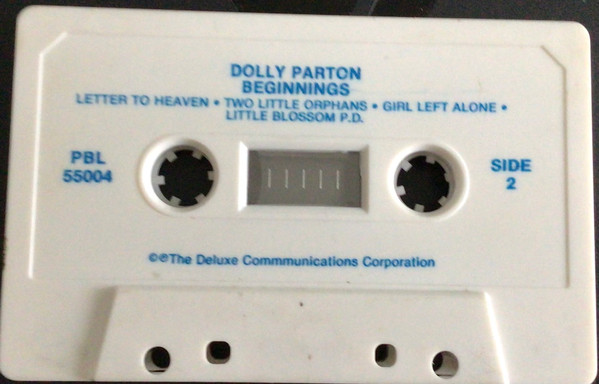 DOLLY PARTON
BEGINNINGS
LETTER TO HEAVEN • TWO LITTLE ORPHANS • GIRL LEFT ALONE •
LITTLE BLOSSOM P.D.
PBL
55004
SIDE
2
©℗The Deluxe Commmunications Corporation